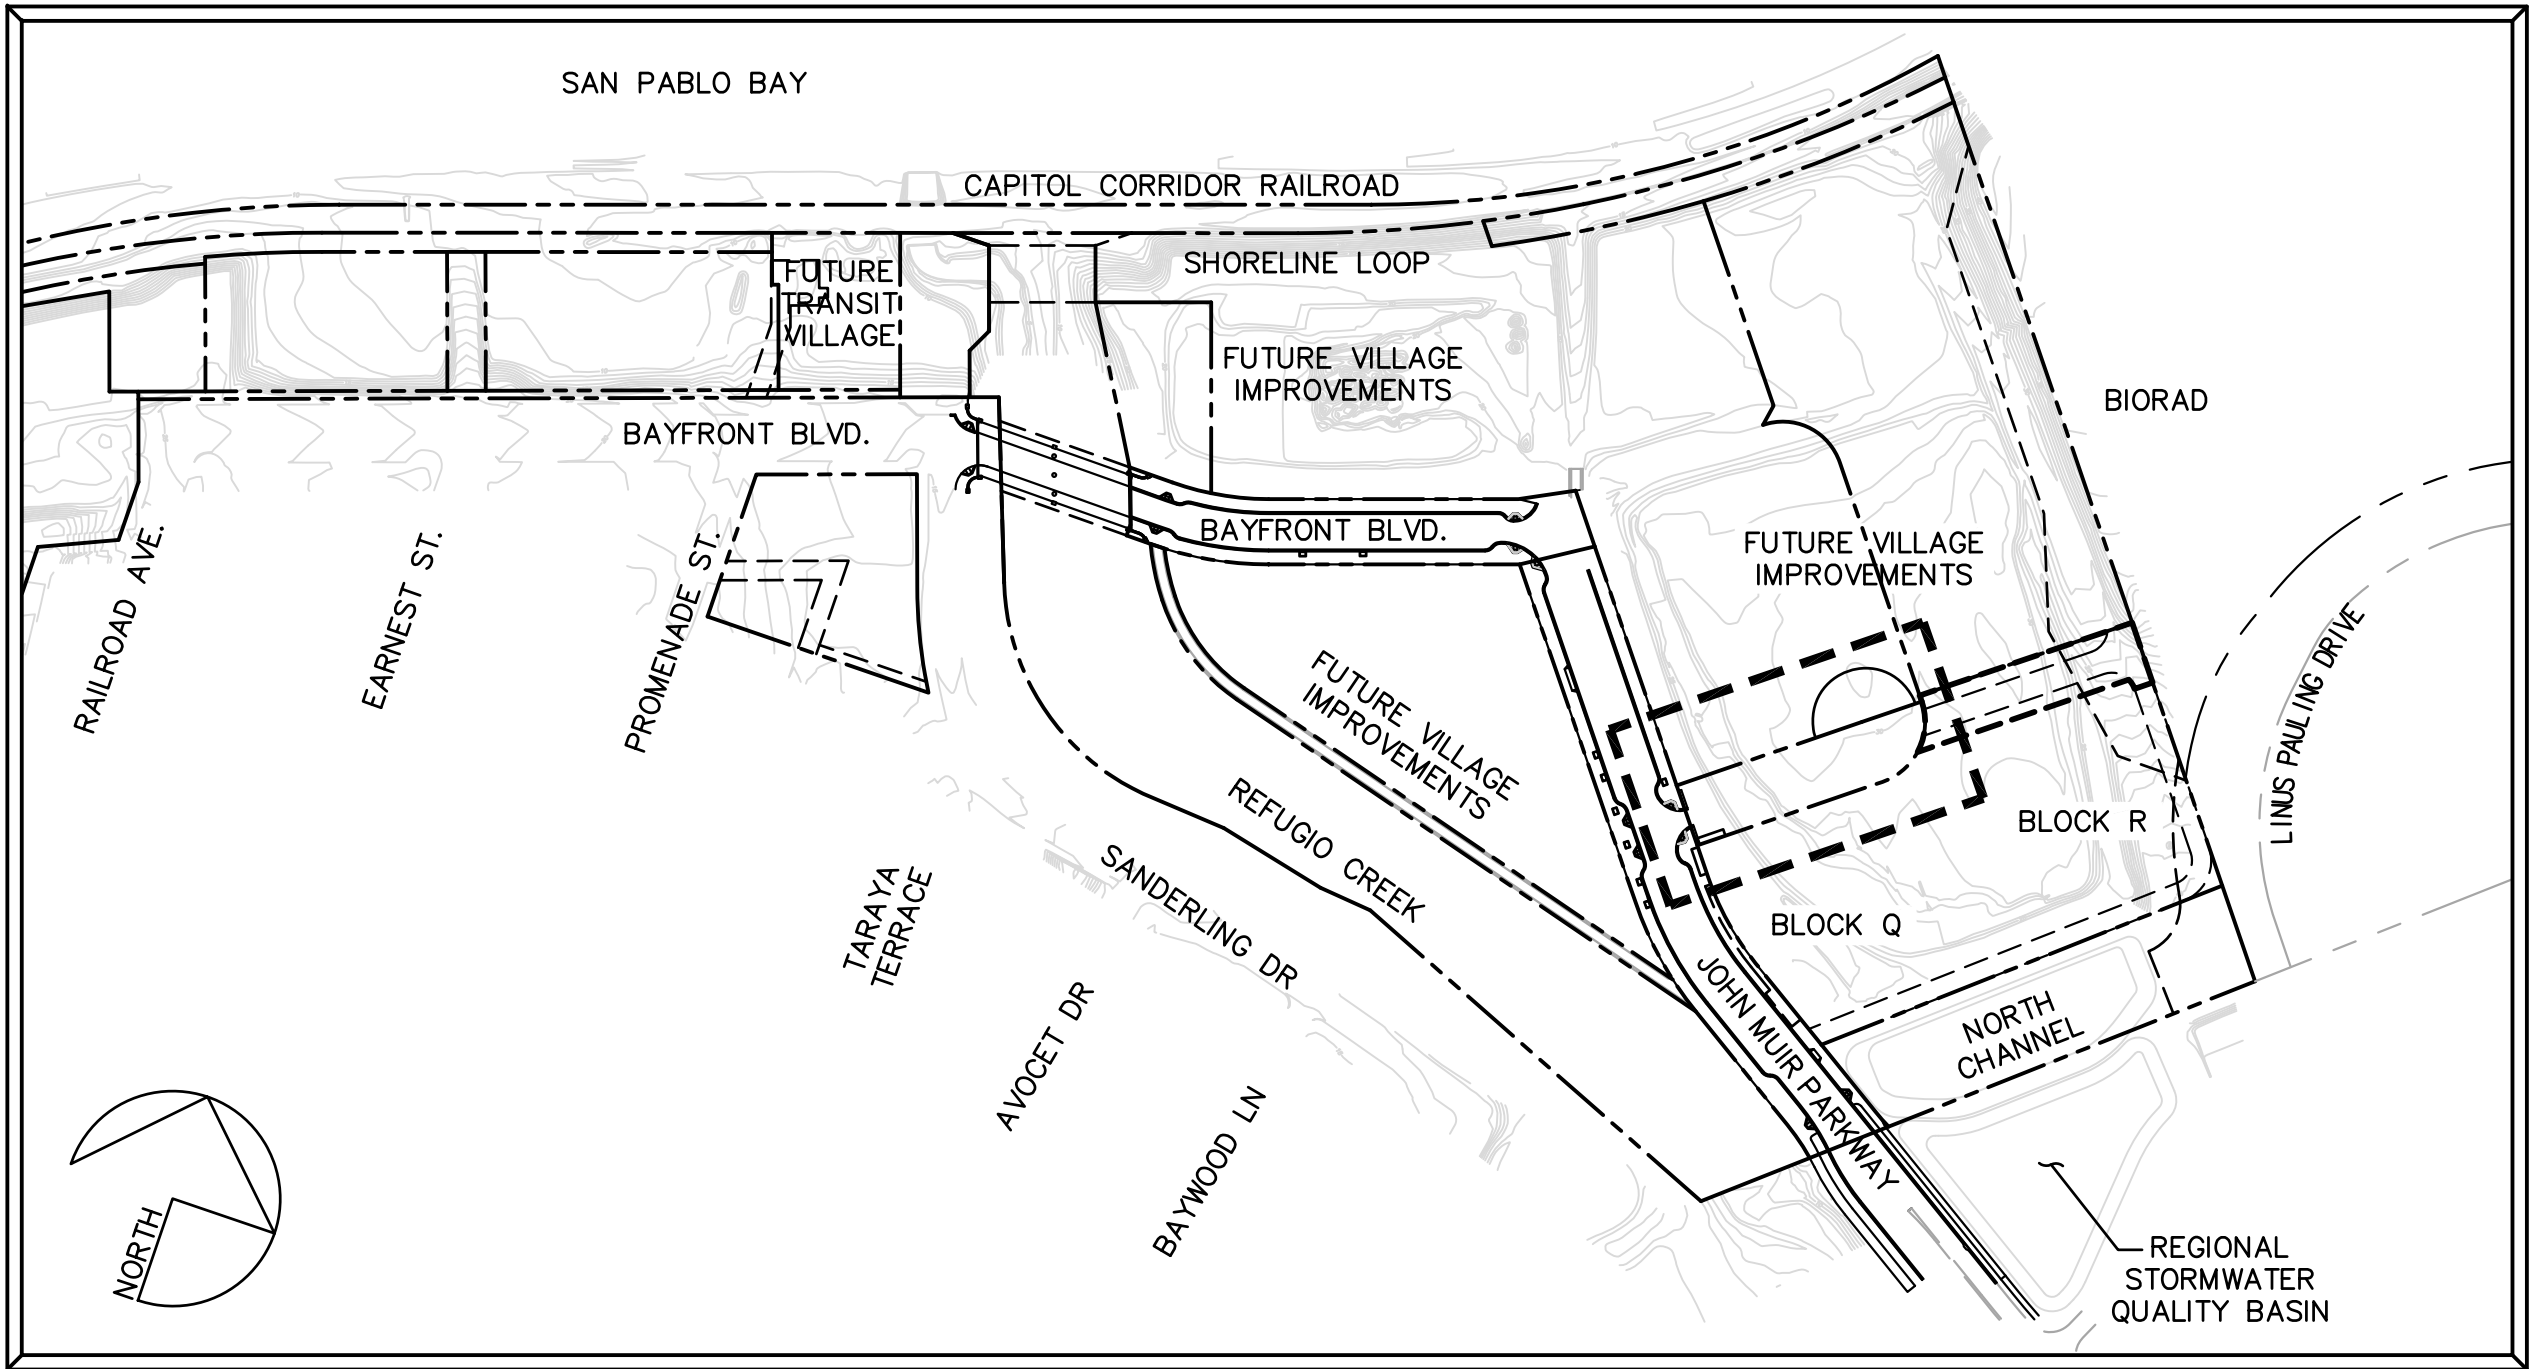 SAN PABLO BAY
CAPITOL CORRIDOR RAILROAD
SHORELINE LOOP
FUTURE
TRANSIT
VILLAGE
FUTURE VILLAGE
IMPROVEMENTS
BIORAD
BAYFRONT BLVD.
BAYFRONT BLVD.
FUTURE VILLAGE
IMPROVEMENTS
RAILROAD AVE.
EARNEST ST.
PROMENADE ST.
FUTURE VILLAGE
IMPROVEMENTS
LINUS PAULING DRIVE
REFUGIO CREEK
BLOCK R
SANDERLING DR
TARAYA
TERRACE
BLOCK Q
AVOCET DR
JOHN MUIR PARKWAY
NORTH
CHANNEL
BAYWOOD LN
NORTH
REGIONAL
STORMWATER
QUALITY BASIN